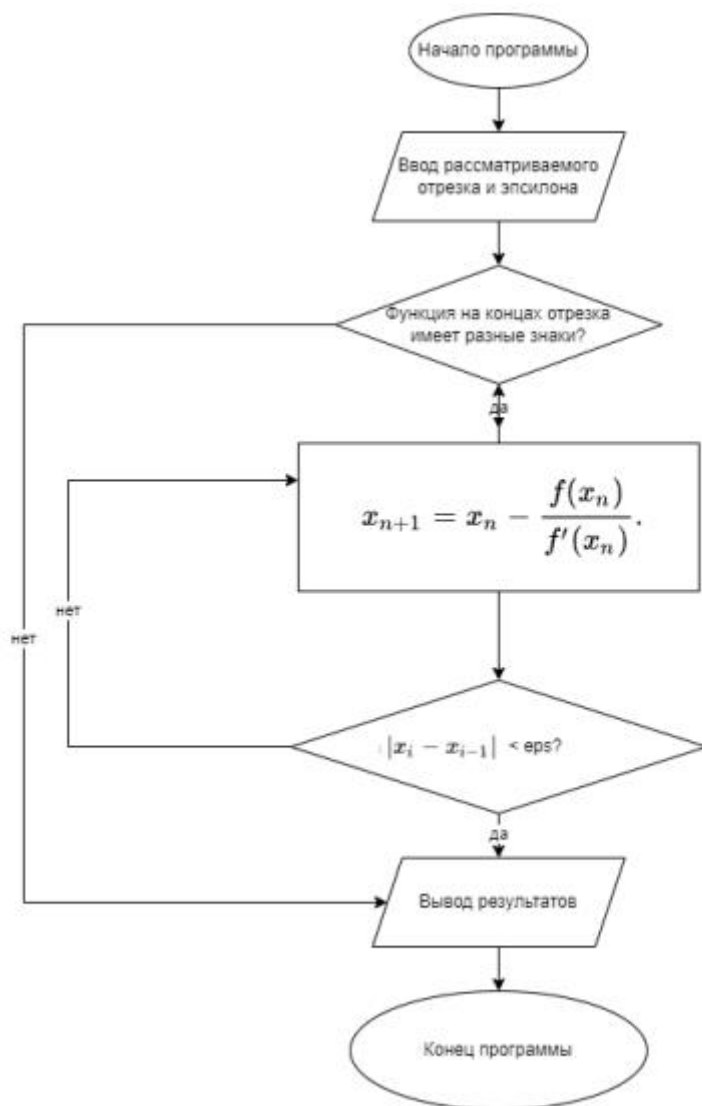 Начало программы
Ввод рассматриваемого
отрезка и эпсилона
Функция на концах отрезка
имеет разные знаки?
да
x_{n+1} = x_n − f(x_n) / f′(x_n).
нет
нет
|x_i − x_{i−1}| < eps?
да
Вывод результатов
Конец программы